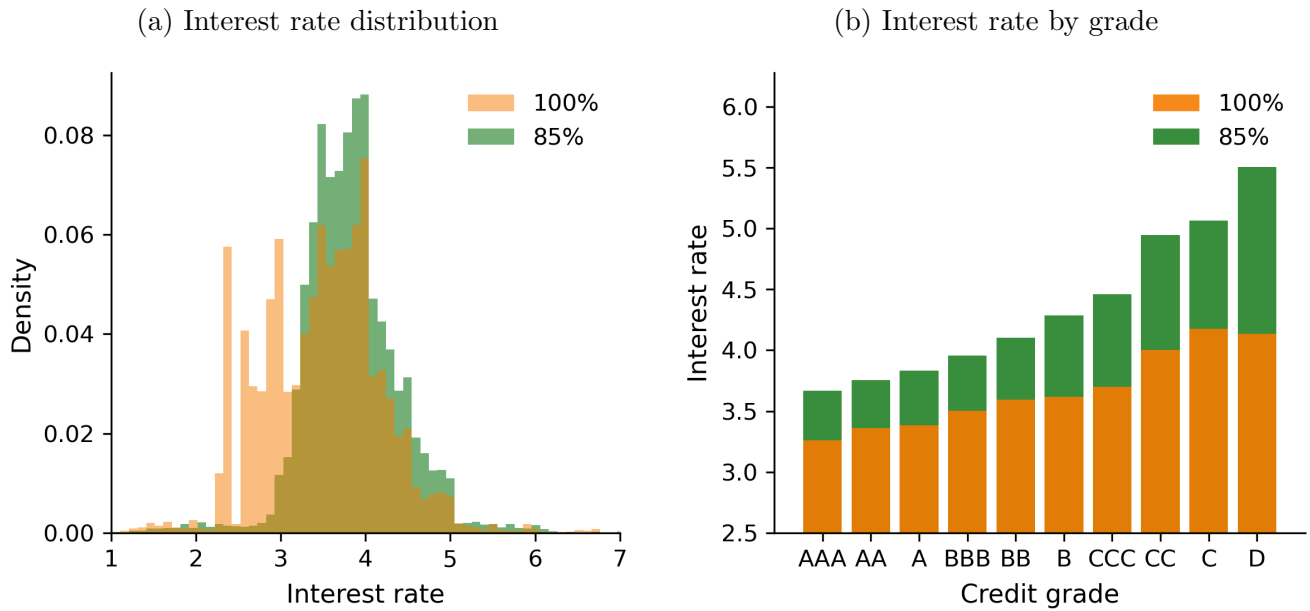 (a) Interest rate distribution
100%
85%
Density
0.08
0.06
0.04
0.02
0.00
1 2 3 4 5 6 7
Interest rate
(b) Interest rate by grade
100%
85%
Interest rate
6.0
5.5
5.0
4.5
4.0
3.5
3.0
2.5
AAA AA A BBB BB B CCC CC C D
Credit grade